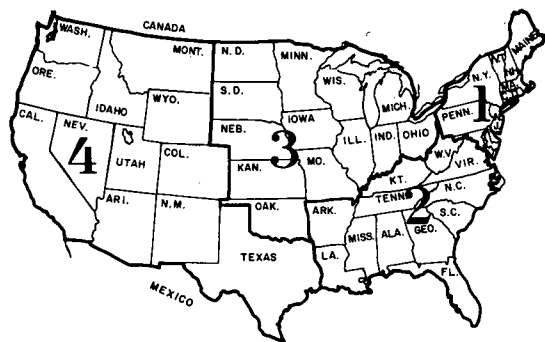 CANADA
WASH.
MONT.
N. D.
MINN.
MAINE
VT.
N.H.
N.Y.
MA.
ORE.
IDAHO
WYO.
S. D.
WIS.
MICH.
1
PENN.
CAL.
NEV.
4
UTAH
COL.
NEB.
IOWA
3
ILL.
IND.
OHIO
KAN.
MO.
W.V.
VIR.
KT.
ARI.
N.M.
OAK.
ARK.
TENN.
2
N.C.
S.C.
MISS.
ALA.
GEO.
TEXAS
LA.
FL.
MEXICO